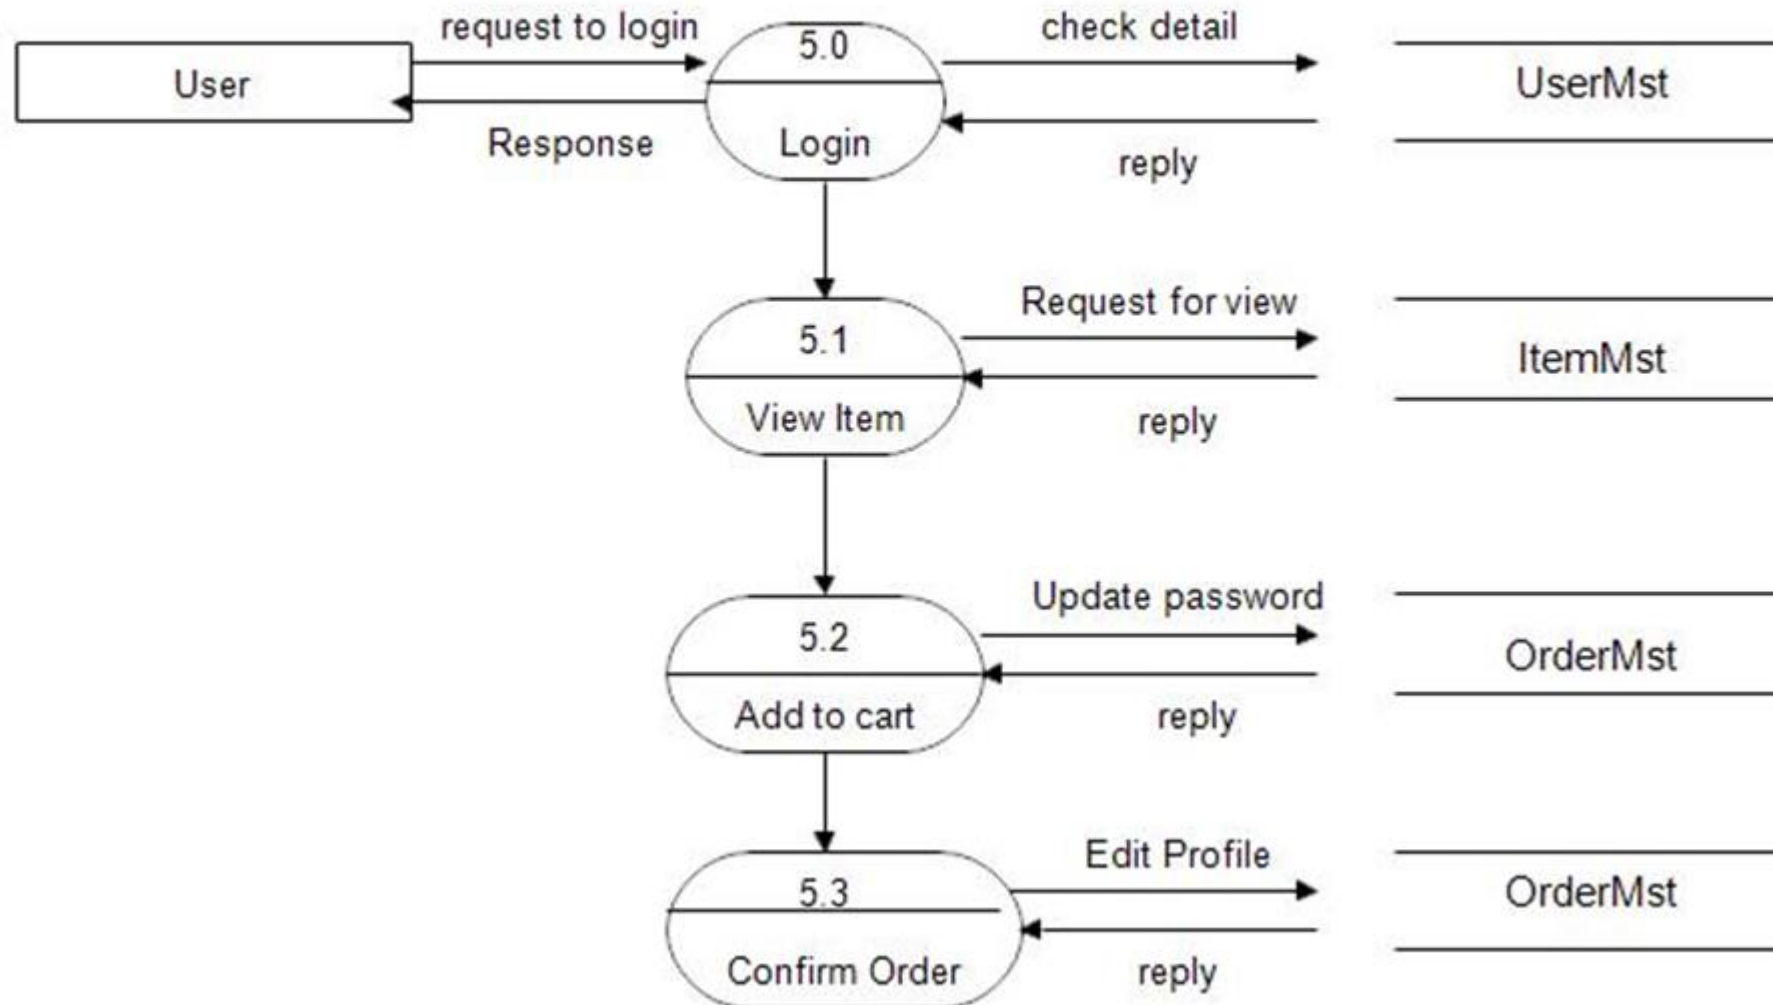 request to login
5.0
check detail
User
UserMst
Response
Login
reply
Request for view
5.1
ItemMst
View Item
reply
Update password
5.2
OrderMst
Add to cart
reply
Edit Profile
5.3
OrderMst
Confirm Order
reply